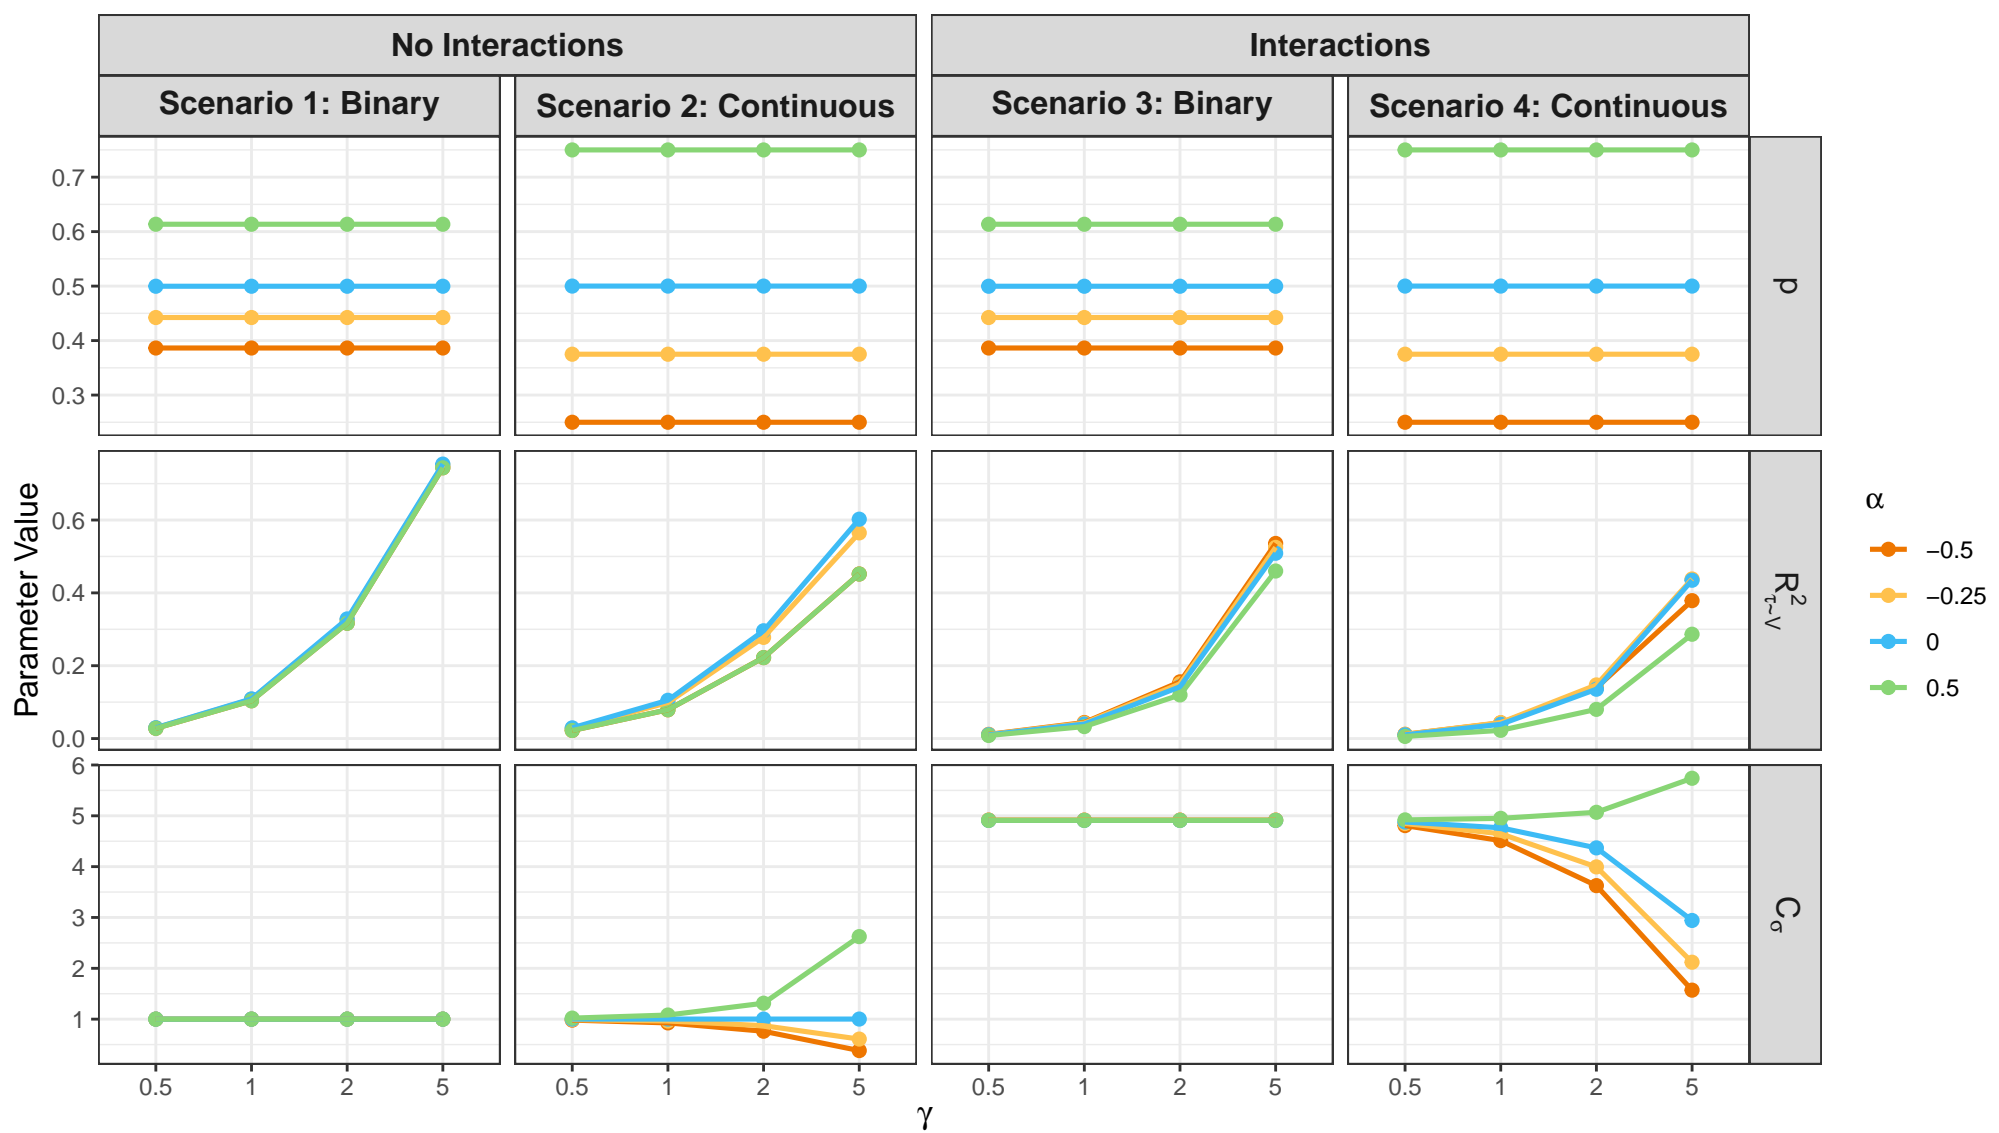 No Interactions Interactions
Scenario 1: Binary Scenario 2: Continuous Scenario 3: Binary Scenario 4: Continuous
0.7
0.6
0.5
0.4
0.3
p
0.6
0.4
0.2
0.0
R²τ~V
6
5
4
3
2
1
Cσ
Parameter Value
0.5 1 2 5 0.5 1 2 5 0.5 1 2 5 0.5 1 2 5
γ
α
−0.5
−0.25
0
0.5